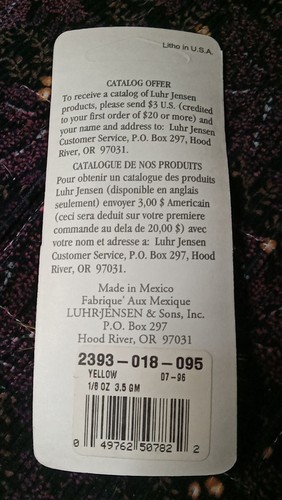 Litho in U.S.A.
CATALOG OFFER
To receive a catalog of Luhr Jensen
products, please send $3 U.S. (credited
to your first order of $20 or more) and
your name and address to: Luhr Jensen
Customer Service, P.O. Box 297, Hood
River, OR 97031.
CATALOGUE DE NOS PRODUITS
Pour obtenir un catalogue des produits
Luhr Jensen (disponible en anglais
seulement) envoyer 3,00 $ Americain
(ceci sera deduit sur votre premiere
commande au dela de 20,00 $) avec
votre nom et adresse a: Luhr Jensen
Customer Service, P.O. Box 297, Hood
River, OR 97031.
Made in Mexico
Fabrique' Aux Mexique
LUHR-JENSEN & Sons, Inc.
P.O. Box 297
Hood River, OR 97031
2393-018-095
YELLOW 07-96
1/8 OZ 3.5 GM
0 49762 50782 2